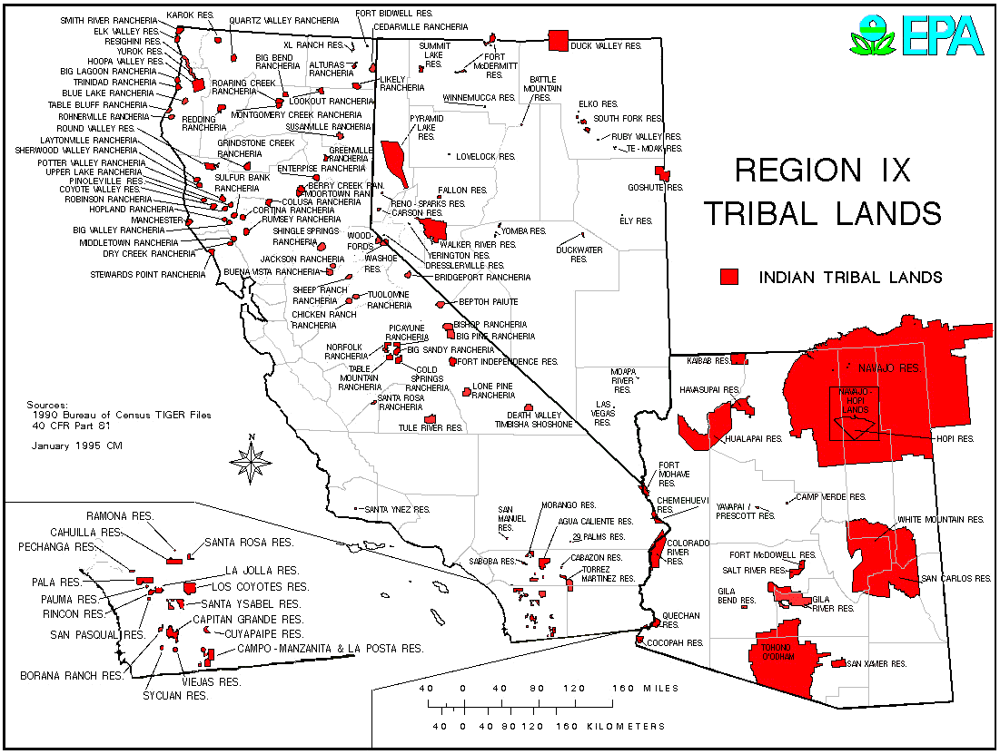 SMITH RIVER RANCHERIA
ELK VALLEY RES.
RESIGHINI RES.
YUROK RES.
HOOPA VALLEY RES.
BIG LAGOON RANCHERIA
TRINIDAD RANCHERIA
BLUE LAKE RANCHERIA
TABLE BLUFF RANCHERIA
ROHNERVILLE RANCHERIA
ROUND VALLEY RES.
LAYTONVILLE RANCHERIA
SHERWOOD VALLEY RANCHERIA
POTTER VALLEY RANCHERIA
UPPER LAKE RANCHERIA
PINOLEVILLE RES.
COYOTE VALLEY RES.
ROBINSON RANCHERIA
HOPLAND RANCHERIA
MANCHESTER
BIG VALLEY RANCHERIA
MIDDLETOWN RANCHERIA
DRY CREEK RANCHERIA
STEWARDS POINT RANCHERIA
KAROK RES.
QUARTZ VALLEY RANCHERIA
FORT BIDWELL RES.
CEDARVILLE RANCHERIA
XL RANCH RES.
BIG BEND
RANCHERIA
ALTURAS
RANCHERIA
LIKELY
RANCHERIA
ROARING CREEK
RANCHERIA
LOOKOUT RANCHERIA
MONTGOMERY CREEK RANCHERIA
REDDING
RANCHERIA
SUSANVILLE RANCHERIA
GRINDSTONE CREEK
RANCHERIA
GREENVILLE
RANCHERIA
ENTERPISE RANCHERIA
SULFUR BANK
RANCHERIA
BERRY CREEK RAN.
MOORTOWN RAN.
COLUSA RANCHERIA
CORTINA RANCHERIA
RUMSEY RANCHERIA
SHINGLE SPRINGS
RANCHERIA
WOOD-
FORDS
WASHOE
RES.
JACKSON RANCHERIA
BUENA VISTA RANCHERIA
SHEEP RANCH
RANCHERIA
TUOLOMNE
RANCHERIA
CHICKEN RANCH
RANCHERIA
PICAYUNE
RANCHERIA
NORFOLK
RANCHERIA
BIG SANDY RANCHERIA
TABLE
MOUNTAIN
RANCHERIA
COLD
SPRINGS
RANCHERIA
SANTA ROSA
RANCHERIA
TULE RIVER RES.
SUMMIT
LAKE
RES.
FORT
McDERMITT
RES.
DUCK VALLEY RES.
WINNEMUCCA RES.
BATTLE
MOUNTAIN
RES.
ELKO RES.
SOUTH FORK RES.
RUBY VALLEY RES.
TE-MOAK RES.
PYRAMID
LAKE
RES.
LOVELOCK RES.
GOSHUTE RES.
FALLON RES.
RENO-SPARKS RES.
CARSON RES.
ELY RES.
YOMBA RES.
DUCKWATER
RES.
WALKER RIVER RES.
YERINGTON RES.
DRESSLERVILLE RES.
BRIDGEPORT RANCHERIA
BEPTOH PAIUTE
BISHOP RANCHERIA
BIG PINE RANCHERIA
FORT INDEPENDENCE RES.
LONE PINE
RANCHERIA
DEATH VALLEY
TIMBISHA SHOSHONE
MOAPA
RIVER
RES.
LAS
VEGAS
RES.
EPA
REGION IX
TRIBAL LANDS
INDIAN TRIBAL LANDS
KAIBAB RES.
HAVASUPAI RES.
HUALAPAI RES.
NAVAJO RES.
NAVAJO-
HOPI
LANDS
HOPI RES.
FORT
MOHAVE
RES.
CHEMEHUEVI
RES.
YAVAPAI /
PRESCOTT RES.
CAMP VERDE RES.
WHITE MOUNTAIN RES.
COLORADO
RIVER
RES.
FORT McDOWELL RES.
SALT RIVER RES.
SAN CARLOS RES.
GILA
BEND RES.
GILA
RIVER RES.
QUECHAN
RES.
COCOPAH RES.
TOHONO
O'ODHAM
SAN XAVIER RES.
Sources:
1990 Bureau of Census TIGER Files
40 CFR Part 81
January 1995 CM
N
SANTA YNEZ RES.
SAN
MANUEL
RES.
MORANGO RES.
AGUA CALIENTE RES.
29 PALMS RES.
SABOBA RES.
CABAZON RES.
TORREZ
MARTINEZ RES.
RAMONA RES.
CAHUILLA RES.
PECHANGA RES.
SANTA ROSA RES.
PALA RES.
LA JOLLA RES.
LOS COYOTES RES.
PAUMA RES.
RINCON RES.
SANTA YSABEL RES.
SAN PASQUAL RES.
CAPITAN GRANDE RES.
CUYAPAIPE RES.
CAMPO-MANZANITA & LA POSTA RES.
BORANA RANCH RES.
VIEJAS RES.
SYCUAN RES.
40 0 40 80 120 160 MILES
40 0 40 80 120 160 KILOMETERS